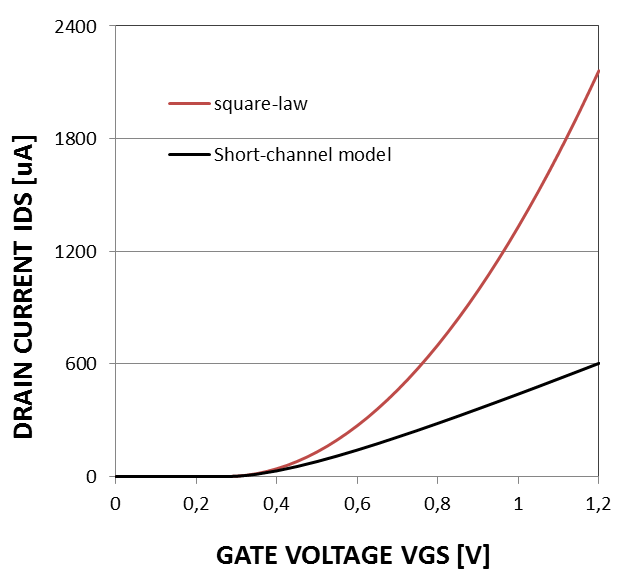 2400
1800
1200
600
0
DRAIN CURRENT IDS [uA]
square-law
Short-channel model
0 0,2 0,4 0,6 0,8 1 1,2
GATE VOLTAGE VGS [V]